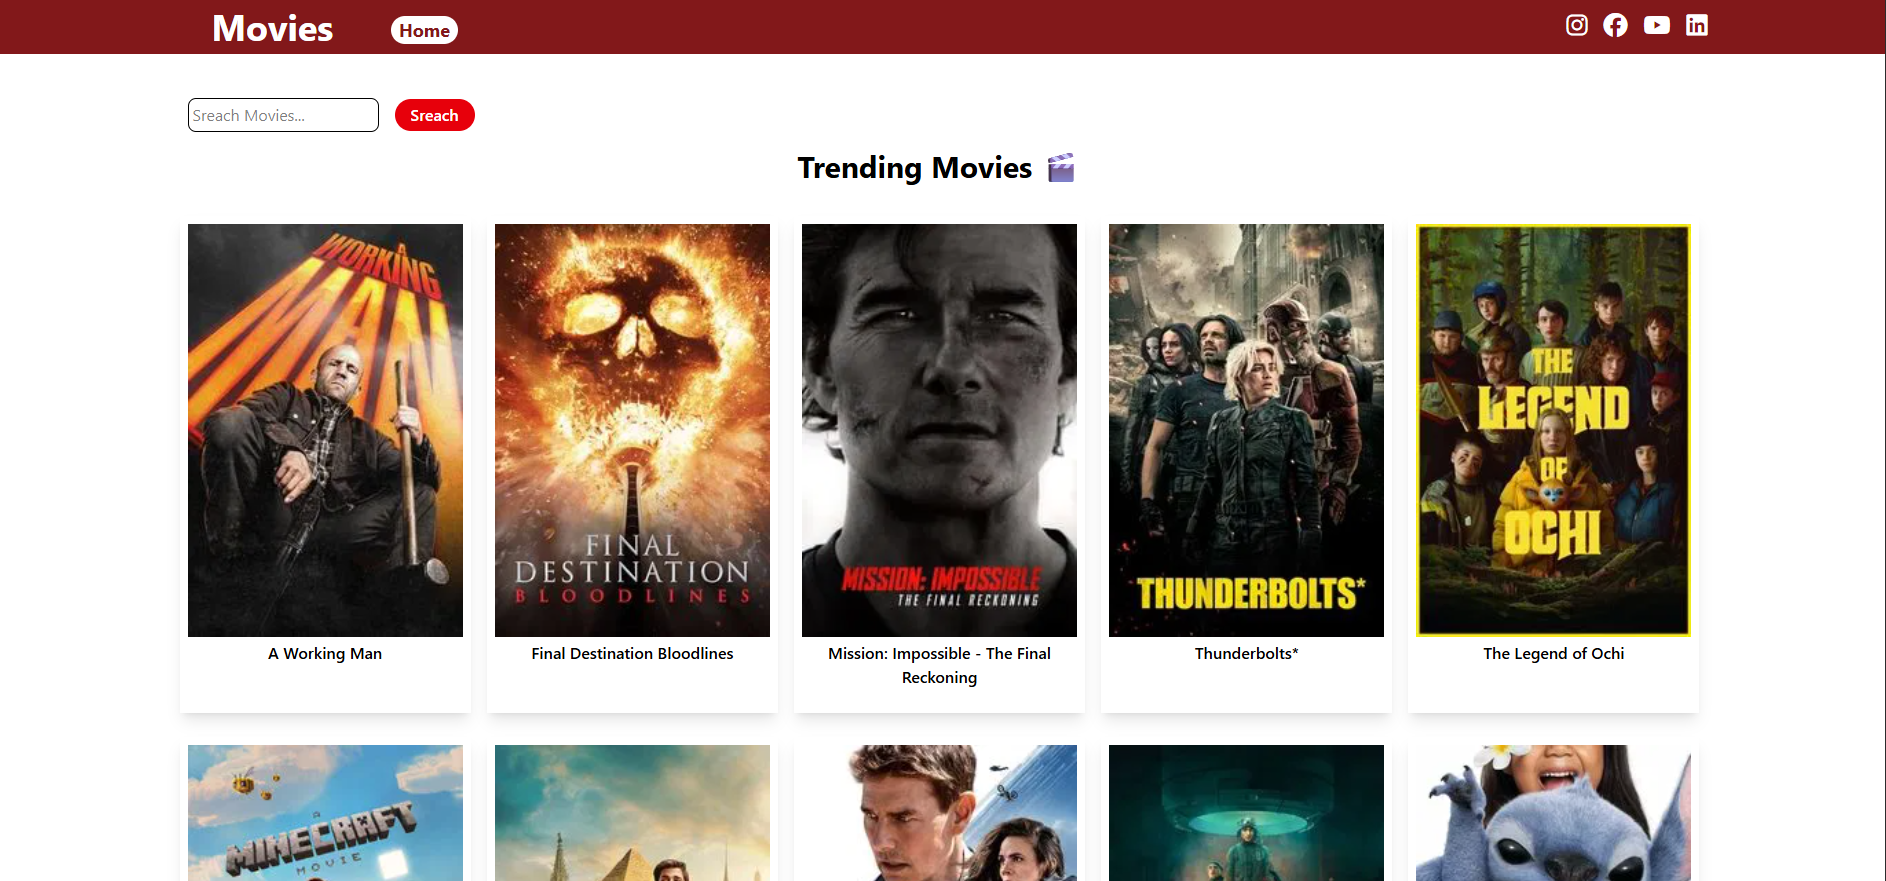 Movies
Home
Sreach Movies...
Sreach
Trending Movies
A
WORKING
MAN
FINAL
DESTINATION
BLOODLINES
MISSION: IMPOSSIBLE
THE FINAL RECKONING
THUNDERBOLTS*
THE
LEGEND
OF
OCHI
A Working Man
Final Destination Bloodlines
Mission: Impossible - The Final
Reckoning
Thunderbolts*
The Legend of Ochi
A
MINECRAFT
MOVIE